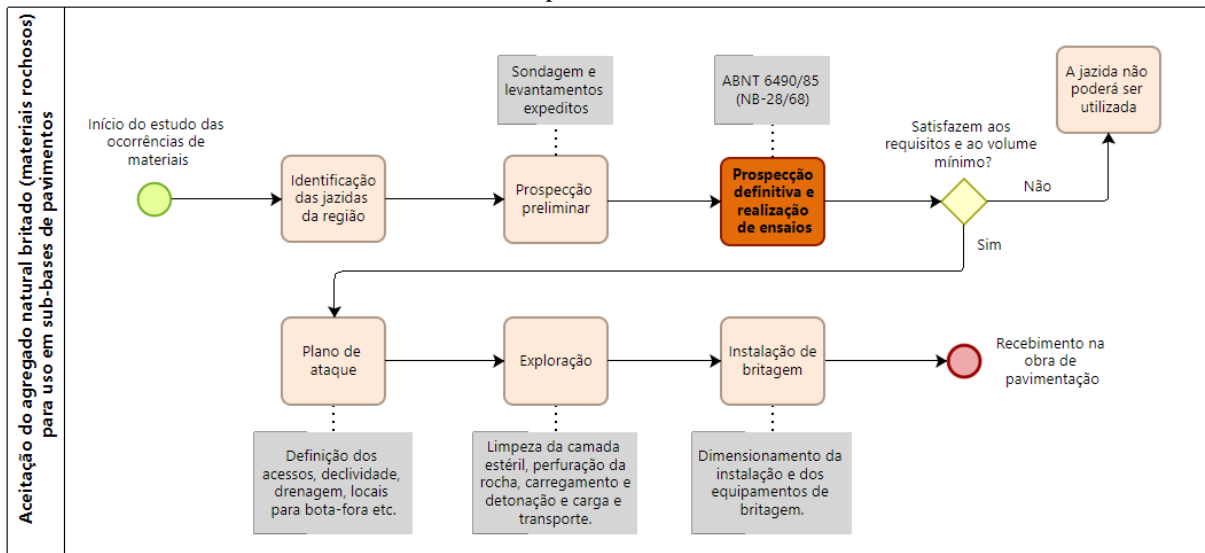 Aceitação do agregado natural britado (materiais rochosos)
para uso em sub-bases de pavimentos
Início do estudo das
ocorrências de
materiais
Identificação
das jazidas
da região
Sondagem e
levantamentos
expeditos
Prospecção
preliminar
ABNT 6490/85
(NB-28/68)
Prospecção
definitiva e
realização
de ensaios
Satisfazem aos
requisitos e ao volume
mínimo?
Não
A jazida não
poderá ser
utilizada
Sim
Plano de
ataque
Definição dos
acessos, declividade,
drenagem, locais
para bota-fora etc.
Exploração
Limpeza da camada
estéril, perfuração da
rocha, carregamento e
detonação e carga e
transporte.
Instalação de
britagem
Dimensionamento da
instalação e dos
equipamentos de
britagem.
Recebimento na
obra de
pavimentação